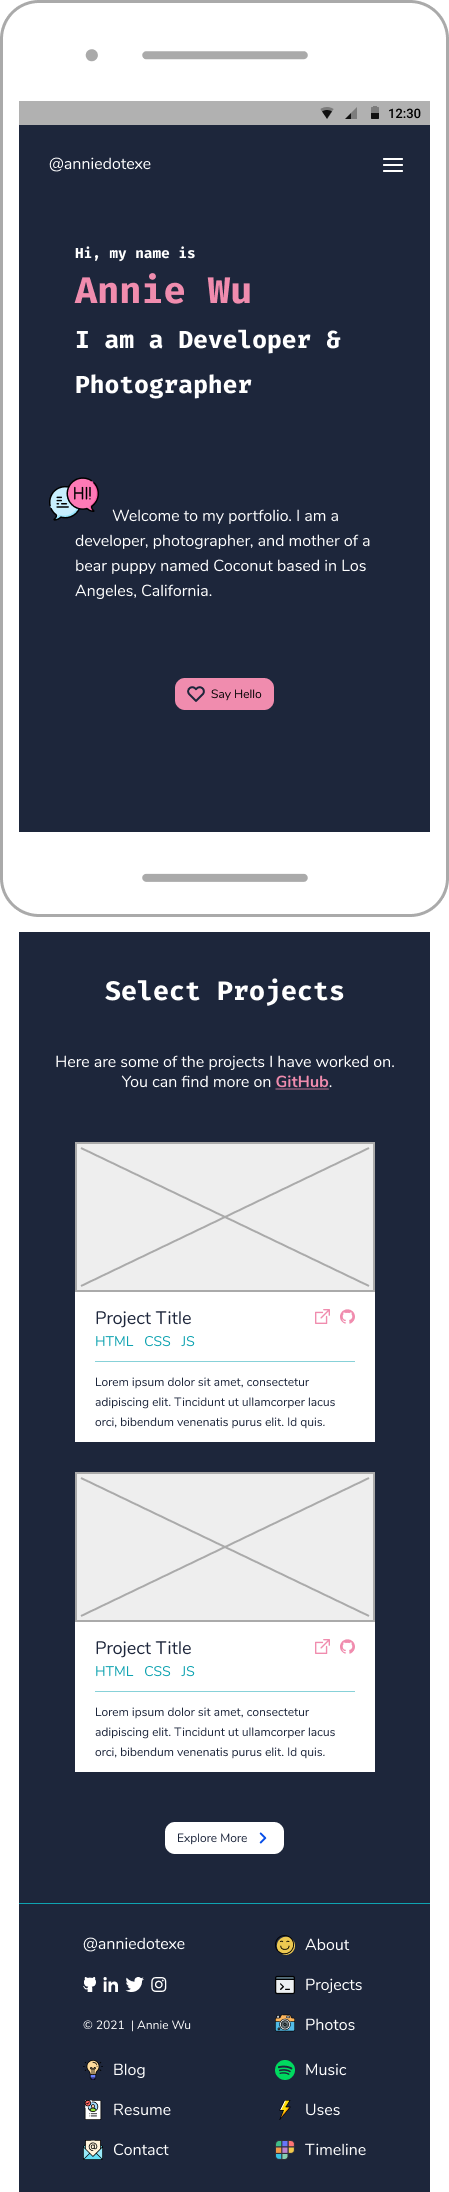 12:30
@anniedotexe
Hi, my name is
Annie Wu
I am a Developer &
Photographer
HI!
Welcome to my portfolio. I am a
developer, photographer, and mother of a
bear puppy named Coconut based in Los
Angeles, California.
Say Hello
Select Projects
Here are some of the projects I have worked on.
You can find more on GitHub.
Project Title
HTML CSS JS
Lorem ipsum dolor sit amet, consectetur
adipiscing elit. Tincidunt ut ullamcorper lacus
orci, bibendum venenatis purus elit. Id quis.
Project Title
HTML CSS JS
Lorem ipsum dolor sit amet, consectetur
adipiscing elit. Tincidunt ut ullamcorper lacus
orci, bibendum venenatis purus elit. Id quis.
Explore More
@anniedotexe
© 2021 | Annie Wu
Blog
Resume
Contact
About
Projects
Photos
Music
Uses
Timeline